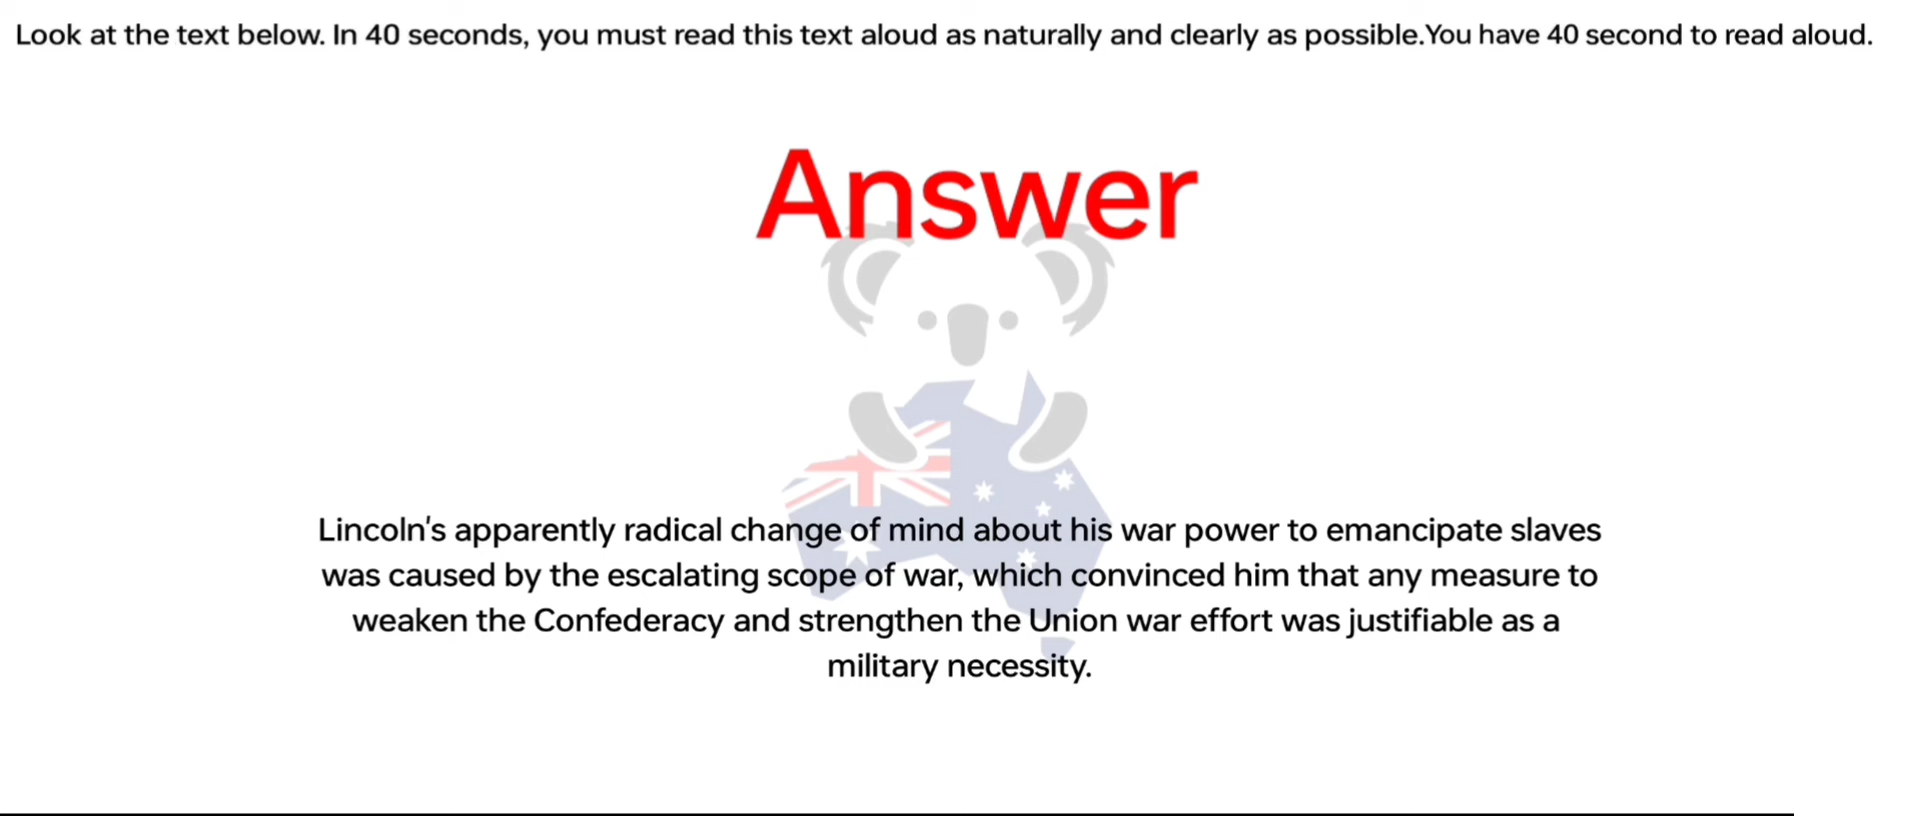 Look at the text below. In 40 seconds, you must read this text aloud as naturally and clearly as possible.You have 40 second to read aloud.
Answer
Lincoln's apparently radical change of mind about his war power to emancipate slaves
was caused by the escalating scope of war, which convinced him that any measure to
weaken the Confederacy and strengthen the Union war effort was justifiable as a
military necessity.